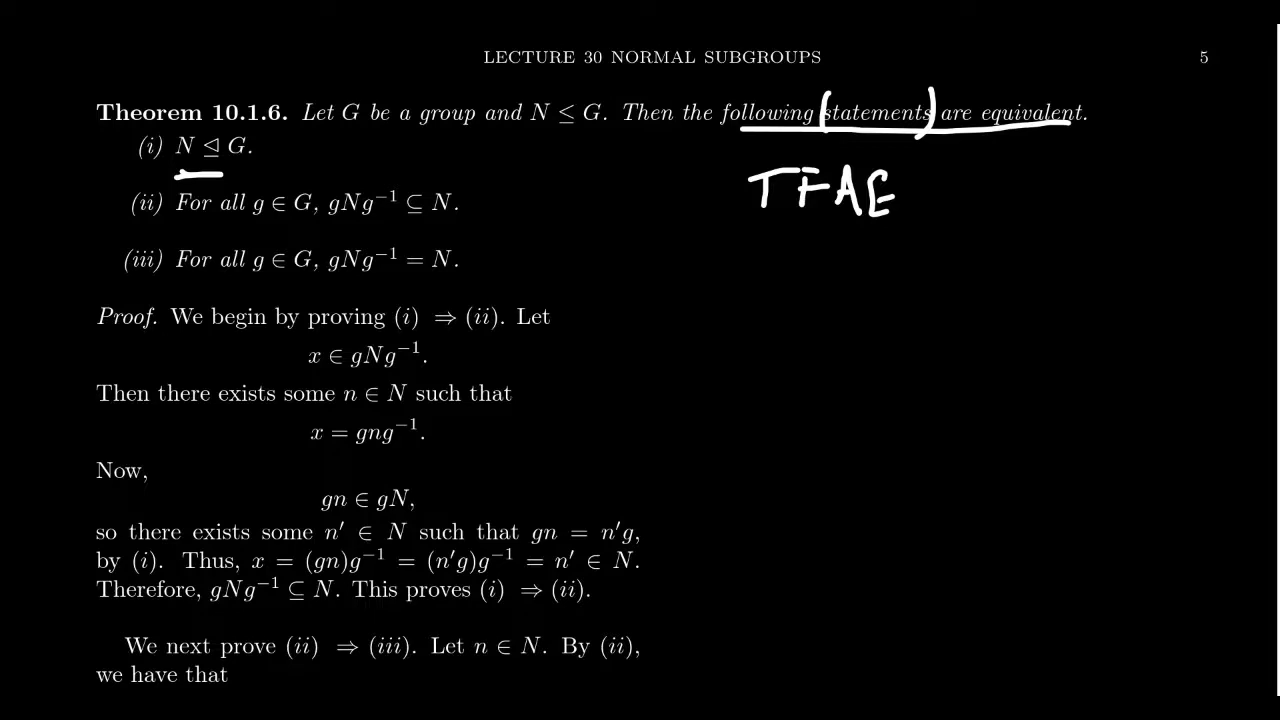 LECTURE 30 NORMAL SUBGROUPS 5
Theorem 10.1.6. Let G be a group and N ≤ G. Then the following (statements) are equivalent.
(i) N ⊴ G.
TFAE
(ii) For all g ∈ G, gNg⁻¹ ⊆ N.
(iii) For all g ∈ G, gNg⁻¹ = N.
Proof. We begin by proving (i) ⇒ (ii). Let
x ∈ gNg⁻¹.
Then there exists some n ∈ N such that
x = gng⁻¹.
Now,
gn ∈ gN,
so there exists some n′ ∈ N such that gn = n′g,
by (i). Thus, x = (gn)g⁻¹ = (n′g)g⁻¹ = n′ ∈ N.
Therefore, gNg⁻¹ ⊆ N. This proves (i) ⇒ (ii).
We next prove (ii) ⇒ (iii). Let n ∈ N. By (ii),
we have that